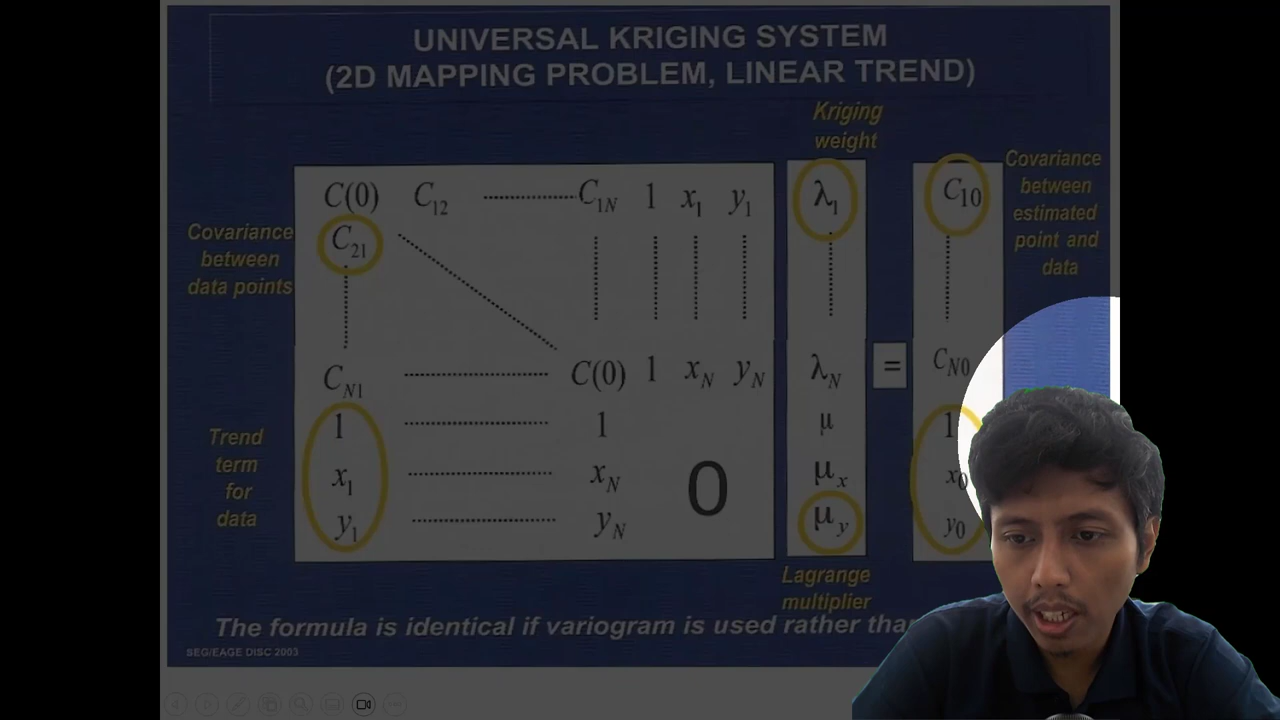 UNIVERSAL KRIGING SYSTEM
(2D MAPPING PROBLEM, LINEAR TREND)
Kriging
weight
Covariance
between
estimated
point and
data
Covariance
between
data points
C(0) C12 C1N 1 x1 y1 λ1 C10
C21
CN1 C(0) 1 xN yN λN = CN0
1 1 μ 1
x1 xN 0 μx x0
y1 yN μy y0
Trend
term
for
data
Lagrange
multiplier
The formula is identical if variogram is used rather than
SEG/EAGE DISC 2003